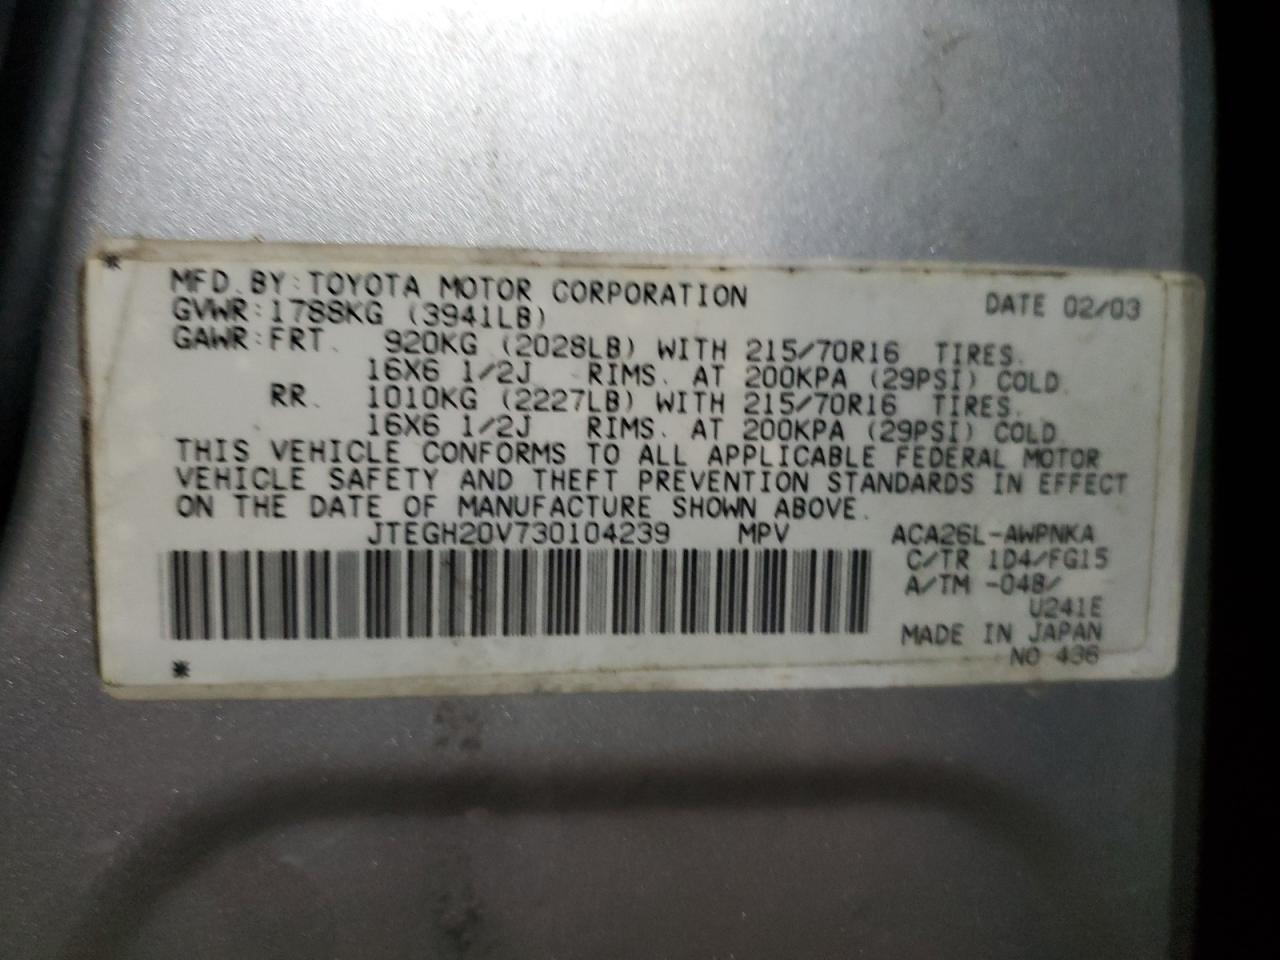 MFD. BY: TOYOTA MOTOR CORPORATION DATE 02/03
GVWR: 1788KG (3941LB)
GAWR: FRT. 920KG (2028LB) WITH 215/70R16 TIRES.
16X6 1/2J RIMS. AT 200KPA (29PSI) COLD.
RR. 1010KG (2227LB) WITH 215/70R16 TIRES.
16X6 1/2J RIMS. AT 200KPA (29PSI) COLD.
THIS VEHICLE CONFORMS TO ALL APPLICABLE FEDERAL MOTOR
VEHICLE SAFETY AND THEFT PREVENTION STANDARDS IN EFFECT
ON THE DATE OF MANUFACTURE SHOWN ABOVE.
JTEGH20V730104239 MPV ACA26L-AWPNKA
C/TR 1D4/FG15
A/TM -04B/
U241E
MADE IN JAPAN
NO 436